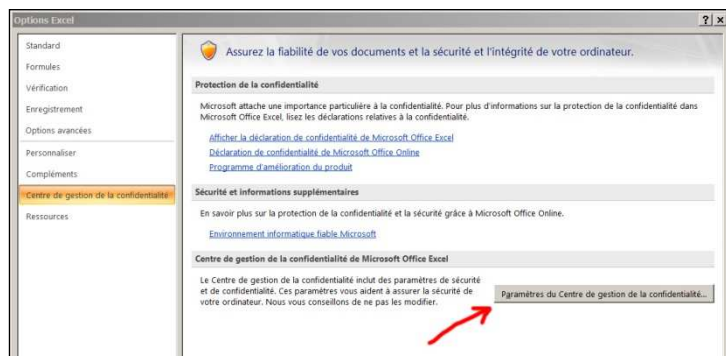 Options Excel
Standard
Formules
Vérification
Enregistrement
Options avancées
Personnaliser
Compléments
Centre de gestion de la confidentialité
Ressources
Assurez la fiabilité de vos documents et la sécurité et l'intégrité de votre ordinateur.
Protection de la confidentialité
Microsoft attache une importance particulière à la confidentialité. Pour plus d'informations sur la protection de la confidentialité dans
Microsoft Office Excel, lisez les déclarations relatives à la confidentialité.
Afficher la déclaration de confidentialité de Microsoft Office Excel
Déclaration de confidentialité de Microsoft Office Online
Programme d'amélioration du produit
Sécurité et informations supplémentaires
En savoir plus sur la protection de la confidentialité et la sécurité grâce à Microsoft Office Online.
Environnement informatique fiable Microsoft
Centre de gestion de la confidentialité de Microsoft Office Excel
Le Centre de gestion de la confidentialité inclut des paramètres de sécurité
et de confidentialité. Ces paramètres vous aident à assurer la sécurité de
votre ordinateur. Nous vous conseillons de ne pas les modifier.
Paramètres du Centre de gestion de la confidentialité...